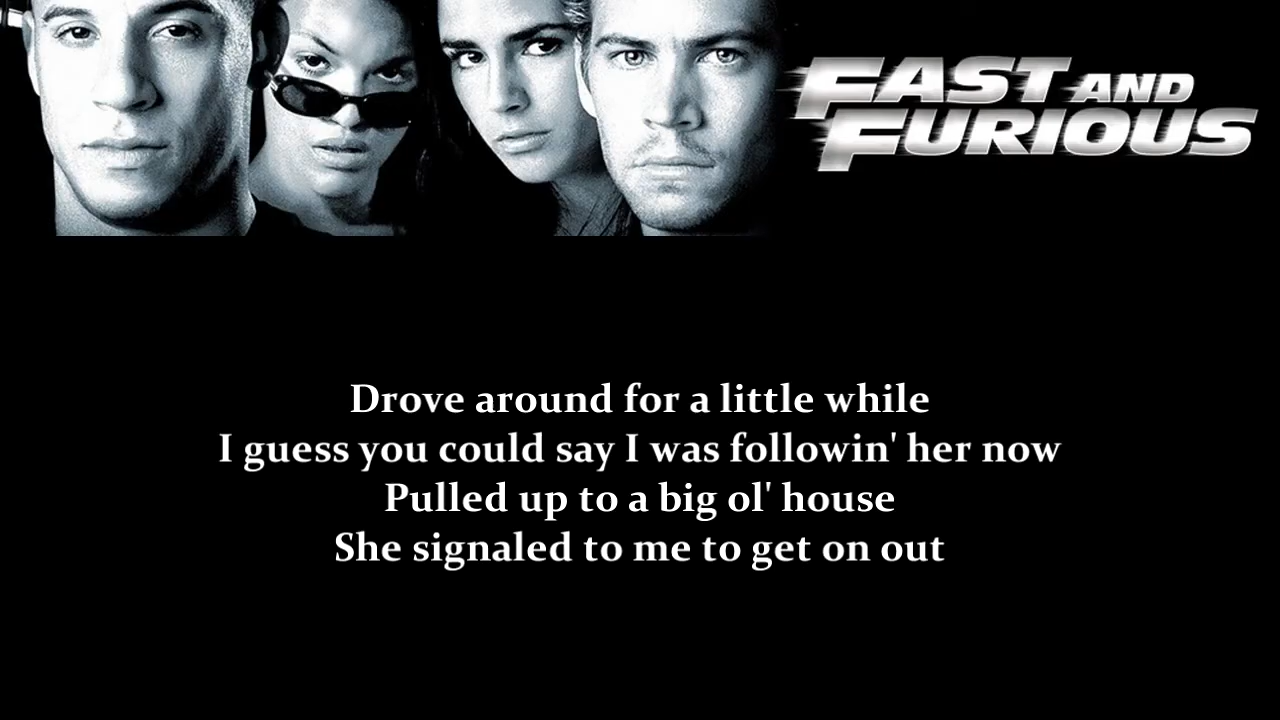 FAST AND
FURIOUS
Drove around for a little while
I guess you could say I was followin' her now
Pulled up to a big ol' house
She signaled to me to get on out